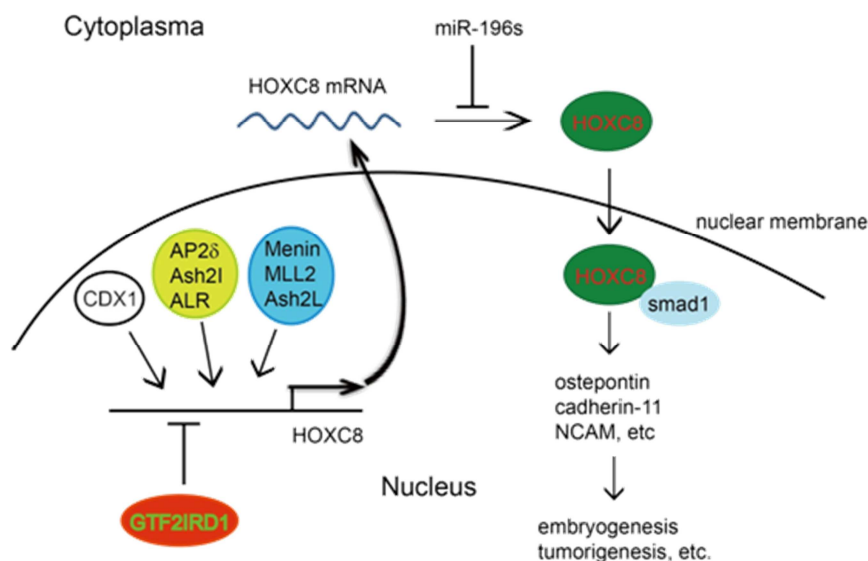 Cytoplasma
miR-196s
HOXC8 mRNA
HOXC8
nuclear membrane
CDX1
AP2δ
Ash2l
ALR
Menin
MLL2
Ash2L
HOXC8
smad1
HOXC8
ostepontin
cadherin-11
NCAM, etc
GTF2IRD1
Nucleus
embryogenesis
tumorigenesis, etc.